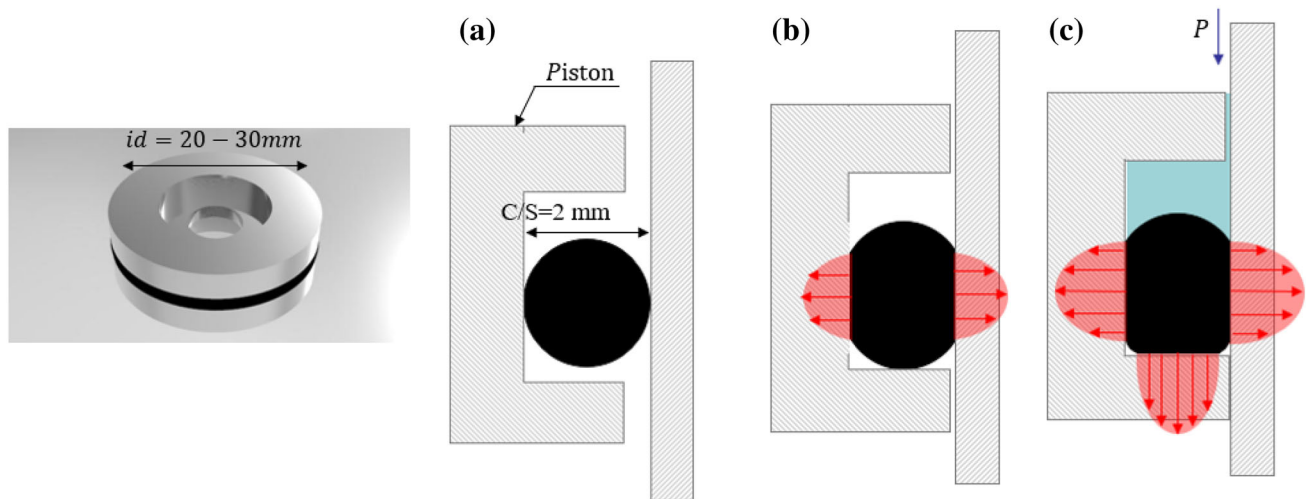 id = 20 − 30mm
(a)
Piston
C/S=2 mm
(b)
(c)
P